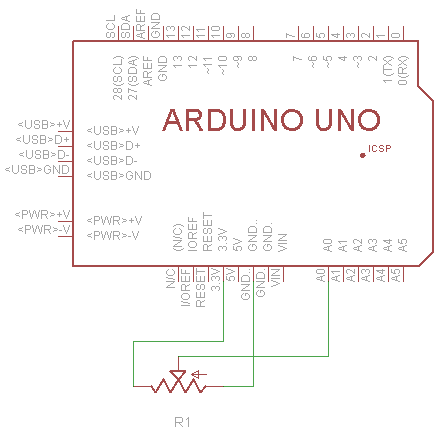 SCL SDA AREF GND 13 12 11 10 9 8 7 6 5 4 3 2 1 0
28(SCL) 27(SDA) AREF GND 13 12 ~11 ~10 ~9 8 7 ~6 ~5 4 ~3 2 1(TX) 0(RX)
ARDUINO UNO
ICSP
<USB>+V <USB>+V
<USB>D+ <USB>D+
<USB>D- <USB>D-
<USB>GND <USB>GND
<PWR>+V <PWR>+V
<PWR>-V <PWR>-V
(N/C) IOREF RESET 3.3V 5V GND.. GND. VIN A0 A1 A2 A3 A4 A5
N/C I/OREF RESET 3.3V 5V GND.. GND. VIN A0 A1 A2 A3 A4 A5
R1